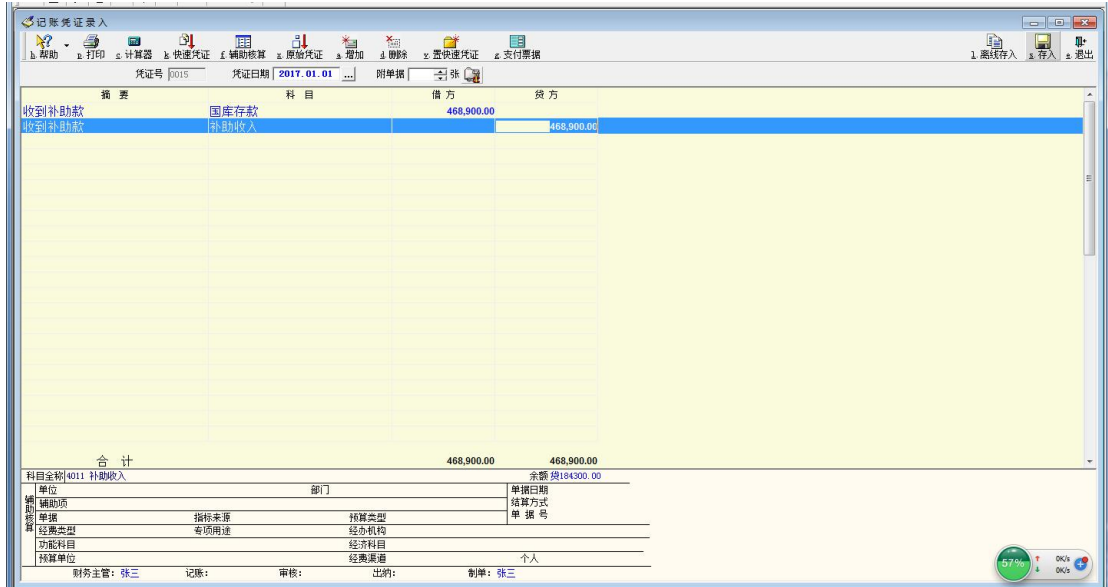 记账凭证录入
h.帮助 p.打印 c.计算器 k.快速凭证 f.辅助核算 x.原始凭证 a.增加 d.删除 y.置快速凭证 z.支付票据 l.离线存入 s.存入 e.退出
凭证号 0015 凭证日期 2017.01.01 ... 附单据 张
摘 要 科 目 借 方 贷 方
收到补助款 国库存款 468,900.00
收到补助款 补助收入 468,900.00
合 计 468,900.00 468,900.00
科目全称 4011 补助收入 余额 贷184300.00
辅助核算
单位 部门 单据日期
辅助项 结算方式
单据 指标来源 预算类型 单 据 号
经费类型 专项用途 经办机构
功能科目 经济科目
预算单位 经费渠道 个人
财务主管: 张三 记账: 审核: 出纳: 制单: 张三
57% 0K/s
0K/s